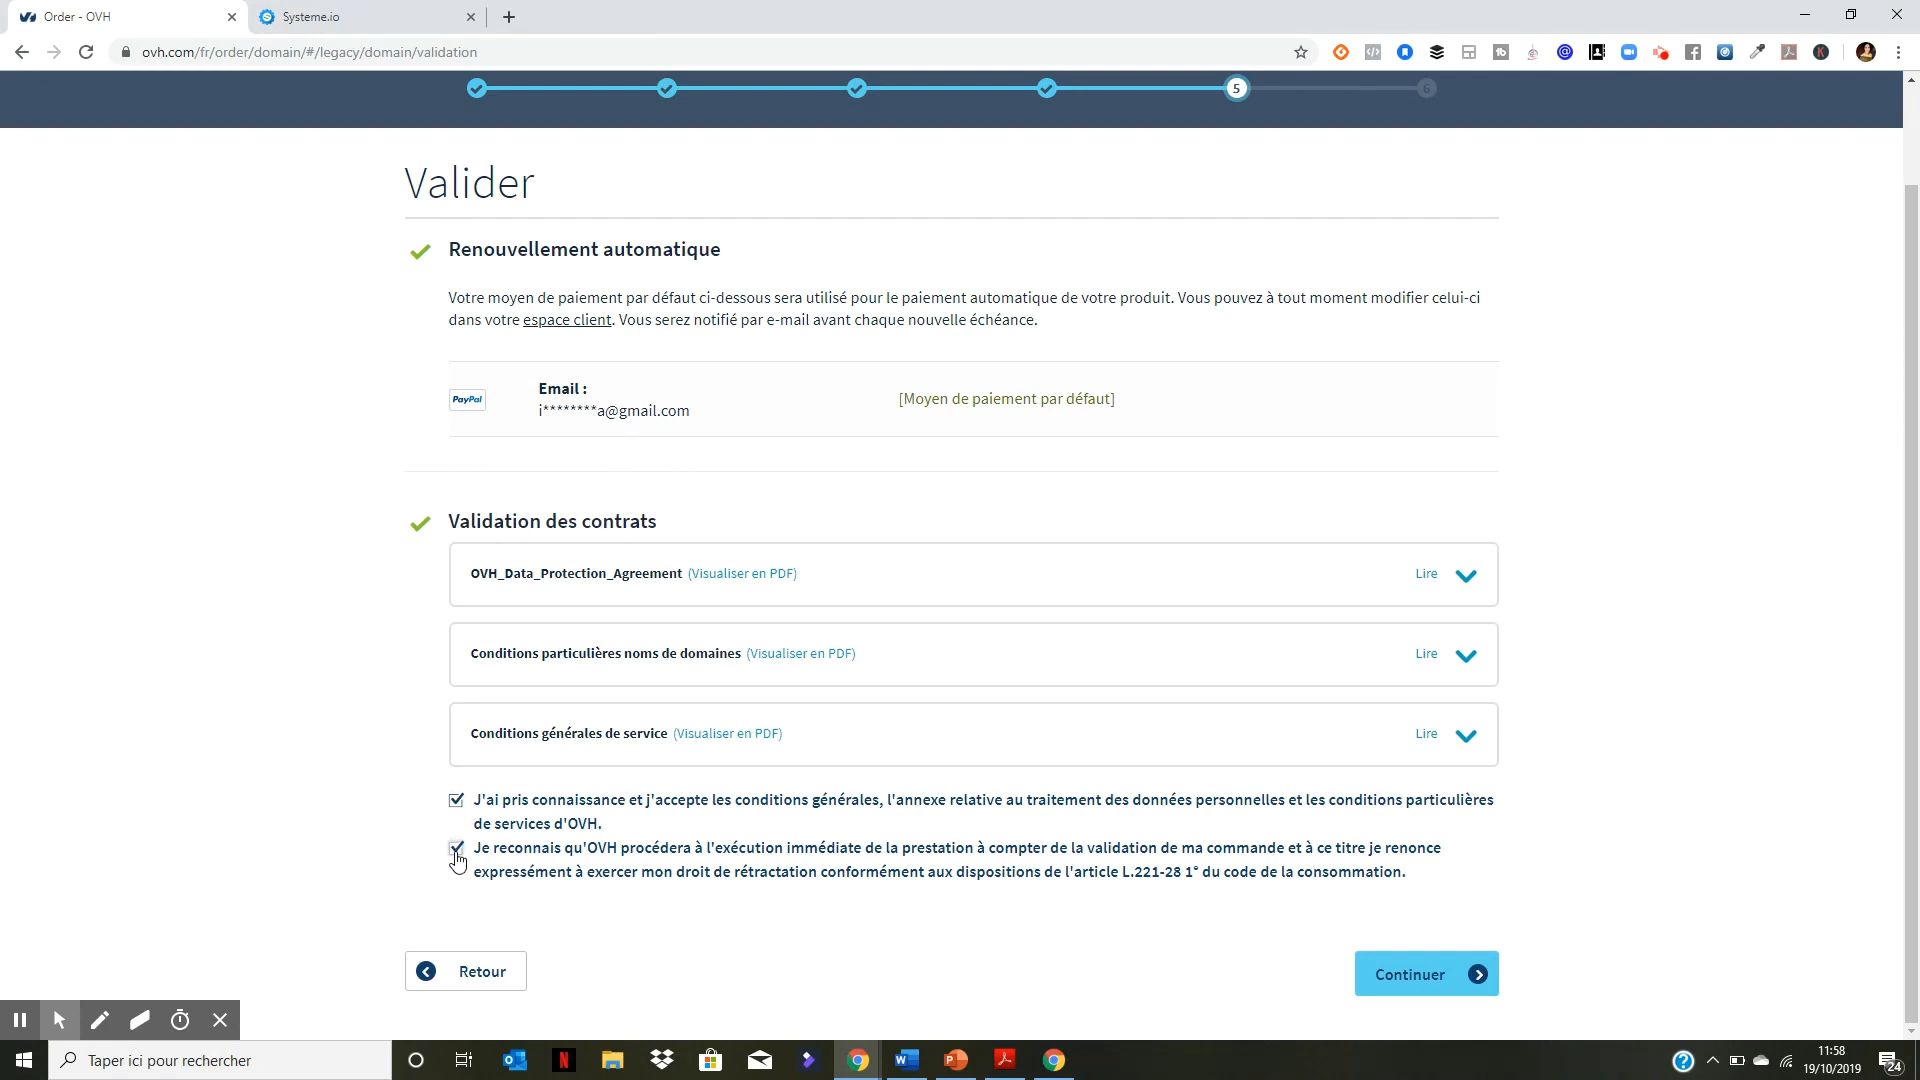 Order - OVH
Systeme.io
ovh.com/fr/order/domain/#/legacy/domain/validation
5
6
Valider
Renouvellement automatique
Votre moyen de paiement par défaut ci-dessous sera utilisé pour le paiement automatique de votre produit. Vous pouvez à tout moment modifier celui-ci
dans votre espace client. Vous serez notifié par e-mail avant chaque nouvelle échéance.
PayPal
Email :
i********a@gmail.com
[Moyen de paiement par défaut]
Validation des contrats
OVH_Data_Protection_Agreement (Visualiser en PDF)
Lire
Conditions particulières noms de domaines (Visualiser en PDF)
Lire
Conditions générales de service (Visualiser en PDF)
Lire
J'ai pris connaissance et j'accepte les conditions générales, l'annexe relative au traitement des données personnelles et les conditions particulières
de services d'OVH.
Je reconnais qu'OVH procédera à l'exécution immédiate de la prestation à compter de la validation de ma commande et à ce titre je renonce
expressément à exercer mon droit de rétractation conformément aux dispositions de l'article L.221-28 1° du code de la consommation.
Retour
Continuer
Taper ici pour rechercher
11:58
19/10/2019
24